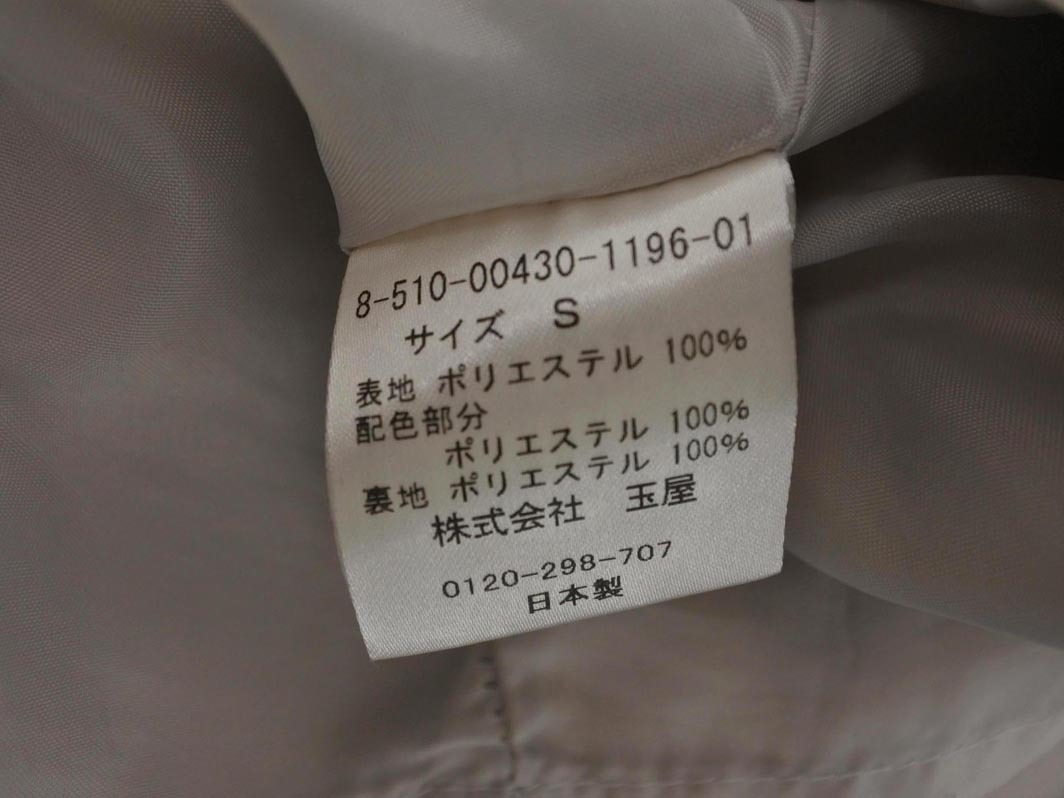 8-510-00430-1196-01
サイズ S
表地 ポリエステル 100%
配色部分
ポリエステル 100%
裏地 ポリエステル 100%
株式会社 玉屋
0120-298-707
日本製